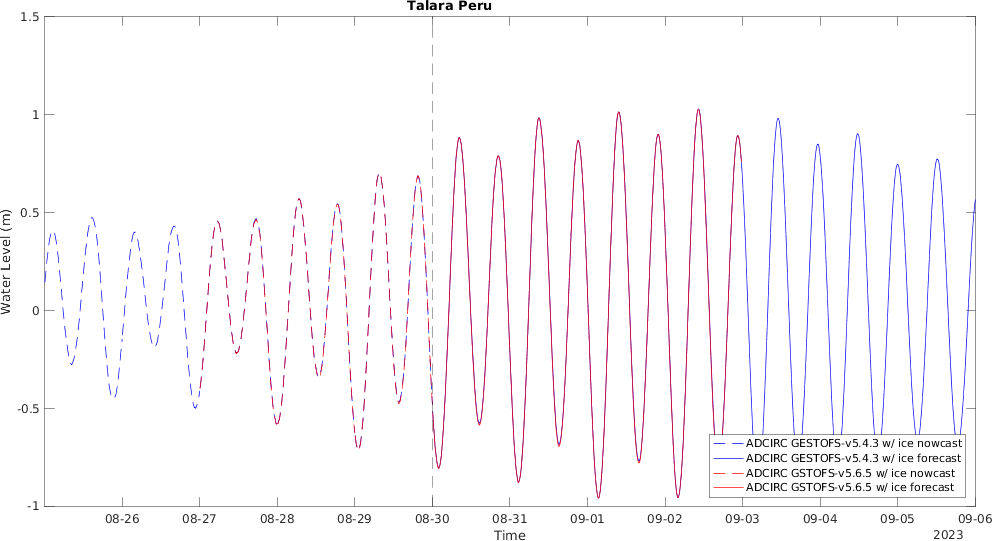 Talara Peru
1.5
1
0.5
0
-0.5
-1
Water Level (m)
08-26
08-27
08-28
08-29
08-30
08-31
09-01
09-02
09-03
09-04
09-05
09-06
Time
2023
ADCIRC GESTOFS-v5.4.3 w/ ice nowcast
ADCIRC GESTOFS-v5.4.3 w/ ice forecast
ADCIRC GSTOFS-v5.6.5 w/ ice nowcast
ADCIRC GSTOFS-v5.6.5 w/ ice forecast